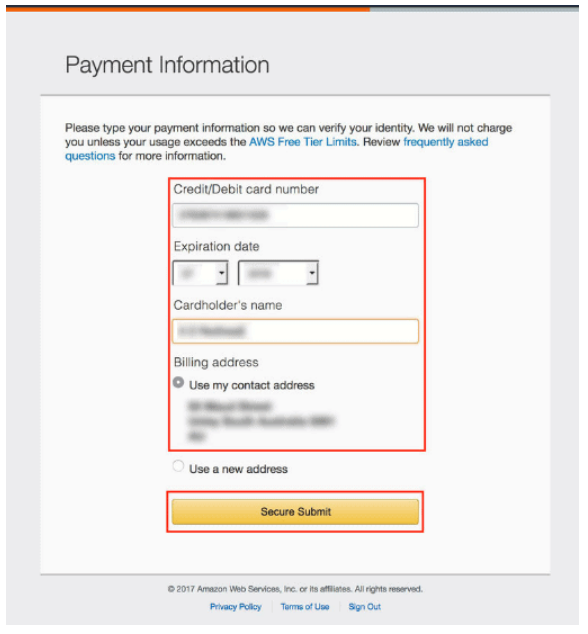 Payment Information
Please type your payment information so we can verify your identity. We will not charge
you unless your usage exceeds the AWS Free Tier Limits. Review frequently asked
questions for more information.
Credit/Debit card number
Expiration date
Cardholder's name
Billing address
Use my contact address
Use a new address
Secure Submit
© 2017 Amazon Web Services, Inc. or its affiliates. All rights reserved.
Privacy Policy Terms of Use Sign Out